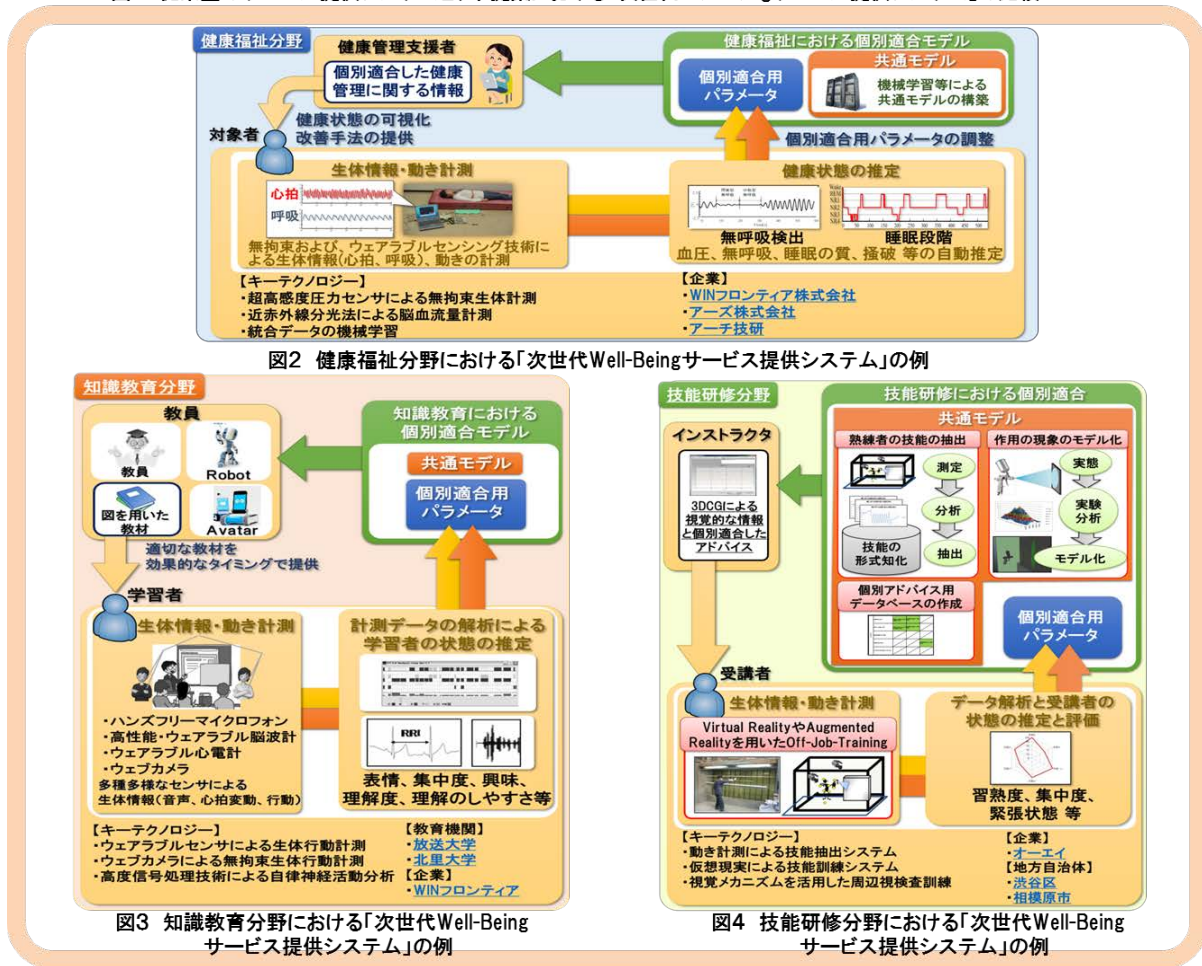 健康福祉分野
健康管理支援者
個別適合した健康
管理に関する情報
健康福祉における個別適合モデル
個別適合用
パラメータ
共通モデル
機械学習等による
共通モデルの構築
対象者
健康状態の可視化
改善手法の提供
個別適合用パラメータの調整
生体情報・動き計測
心拍
呼吸
無拘束および、ウェアラブルセンシング技術に
よる生体情報(心拍、呼吸)、動きの計測
健康状態の推定
無呼吸検出
睡眠段階
血圧、無呼吸、睡眠の質、掻破 等の自動推定
【キーテクノロジー】
・超高感度圧力センサによる無拘束生体計測
・近赤外線分光法による脳血流量計測
・統合データの機械学習
【企業】
・WINフロンティア株式会社
・アーズ株式会社
・アーチ技研
図2 健康福祉分野における「次世代Well-Beingサービス提供システム」の例
知識教育分野
教員
教員
Robot
図を用いた
教材
Avatar
知識教育における
個別適合モデル
共通モデル
個別適合用
パラメータ
適切な教材を
効果的なタイミングで提供
学習者
生体情報・動き計測
・ハンズフリーマイクロフォン
・高性能・ウェアラブル脳波計
・ウェアラブル心電計
・ウェブカメラ
多種多様なセンサによる
生体情報(音声、心拍変動、行動)
計測データの解析による
学習者の状態の推定
RRI
表情、集中度、興味、
理解度、理解のしやすさ等
【キーテクノロジー】
・ウェアラブルセンサによる生体行動計測
・ウェブカメラによる無拘束生体行動計測
・高度信号処理技術による自律神経活動分析
【教育機関】
・放送大学
・北里大学
【企業】
・WINフロンティア
図3 知識教育分野における「次世代Well-Being
サービス提供システム」の例
技能研修分野
インストラクタ
3DCGによる
視覚的な情報
と個別適合した
アドバイス
技能研修における個別適合
共通モデル
熟練者の技能の抽出
測定
分析
抽出
技能の
形式知化
作用の現象のモデル化
実態
実験
分析
モデル化
個別アドバイス用
データベースの作成
個別適合用
パラメータ
受講者
生体情報・動き計測
Virtual RealityやAugmented
Realityを用いたOff-Job-Training
データ解析と受講者の
状態の推定と評価
習熟度、集中度、
緊張状態 等
【キーテクノロジー】
・動き計測による技能抽出システム
・仮想現実による技能訓練システム
・視覚メカニズムを活用した周辺視検査訓練
【企業】
・オーエイ
【地方自治体】
・渋谷区
・相模原市
図4 技能研修分野における「次世代Well-Being
サービス提供システム」の例